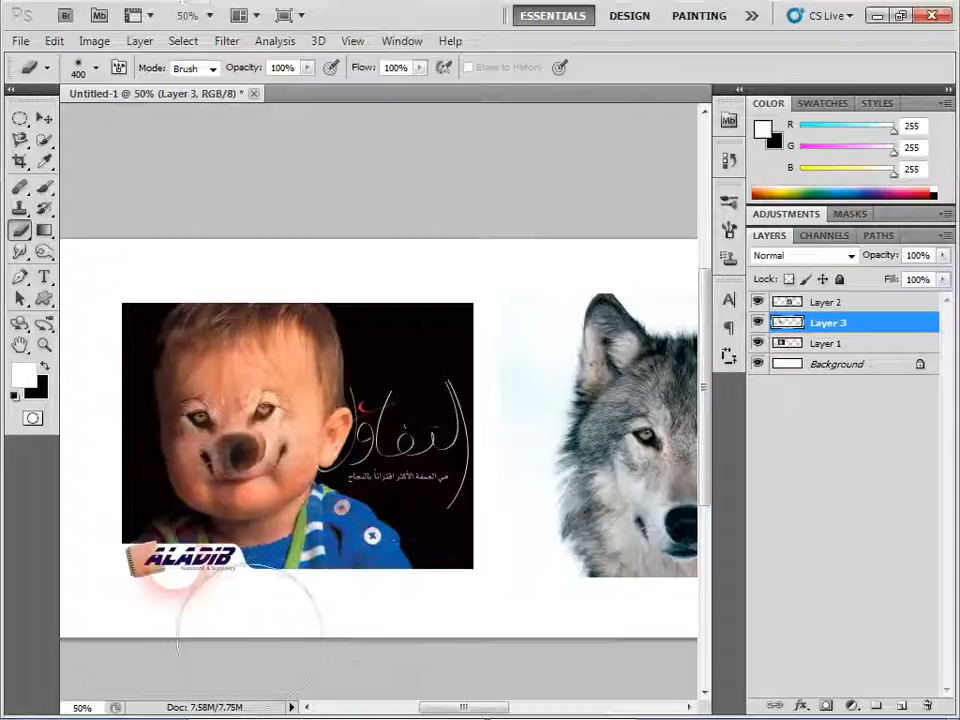 Ps Br Mb 50% ESSENTIALS DESIGN PAINTING CS Live
File Edit Image Layer Select Filter Analysis 3D View Window Help
400 Mode: Brush Opacity: 100% Flow: 100% Erase to History
Untitled-1 @ 50% (Layer 3, RGB/8) *
COLOR SWATCHES STYLES
R 255
G 255
B 255
ADJUSTMENTS MASKS
LAYERS CHANNELS PATHS
Normal Opacity: 100%
Lock: Fill: 100%
Layer 2
Layer 3
Layer 1
Background
التفاؤل
هي الصفة الأكثر اقتراناً بالنجاح
ALADIB
50% Doc: 7.58M/7.75M